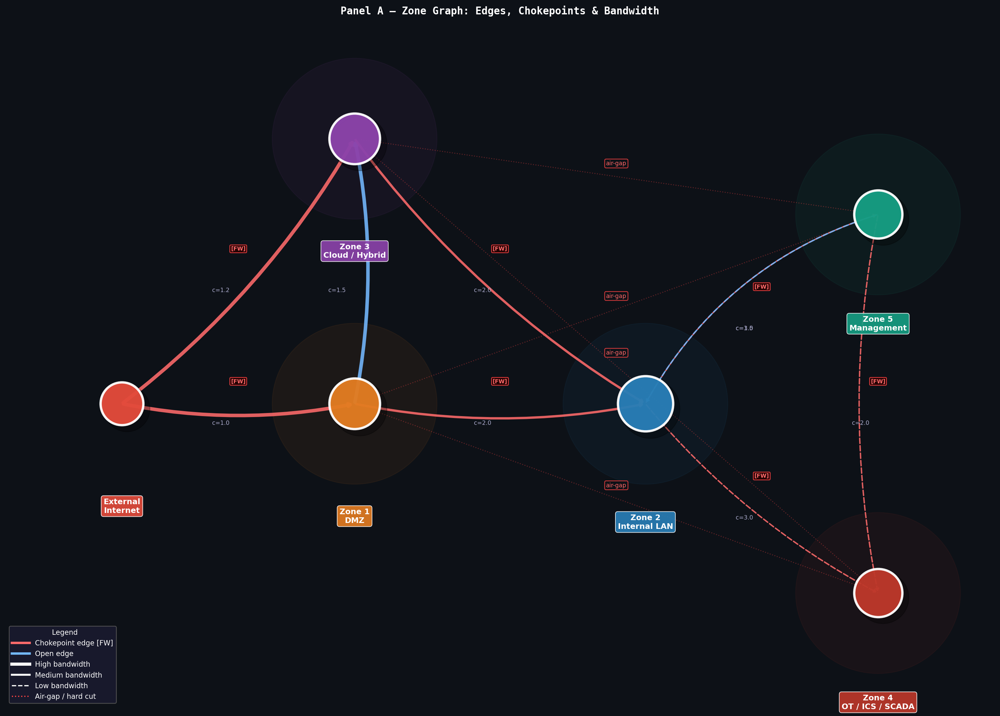 Panel A — Zone Graph: Edges, Chokepoints & Bandwidth
air-gap
[FW]
Zone 3
Cloud / Hybrid
[FW]
c=1.2
c=1.5
c=2.0
air-gap
[FW]
Zone 5
Management
air-gap
[FW]
[FW]
[FW]
c=1.0
c=2.0
c=2.0
[FW]
air-gap
External
Internet
Zone 1
DMZ
Zone 2
Internal LAN
c=3.0
Legend
Chokepoint edge [FW]
Open edge
High bandwidth
Medium bandwidth
Low bandwidth
Air-gap / hard cut
Zone 4
OT / ICS / SCADA